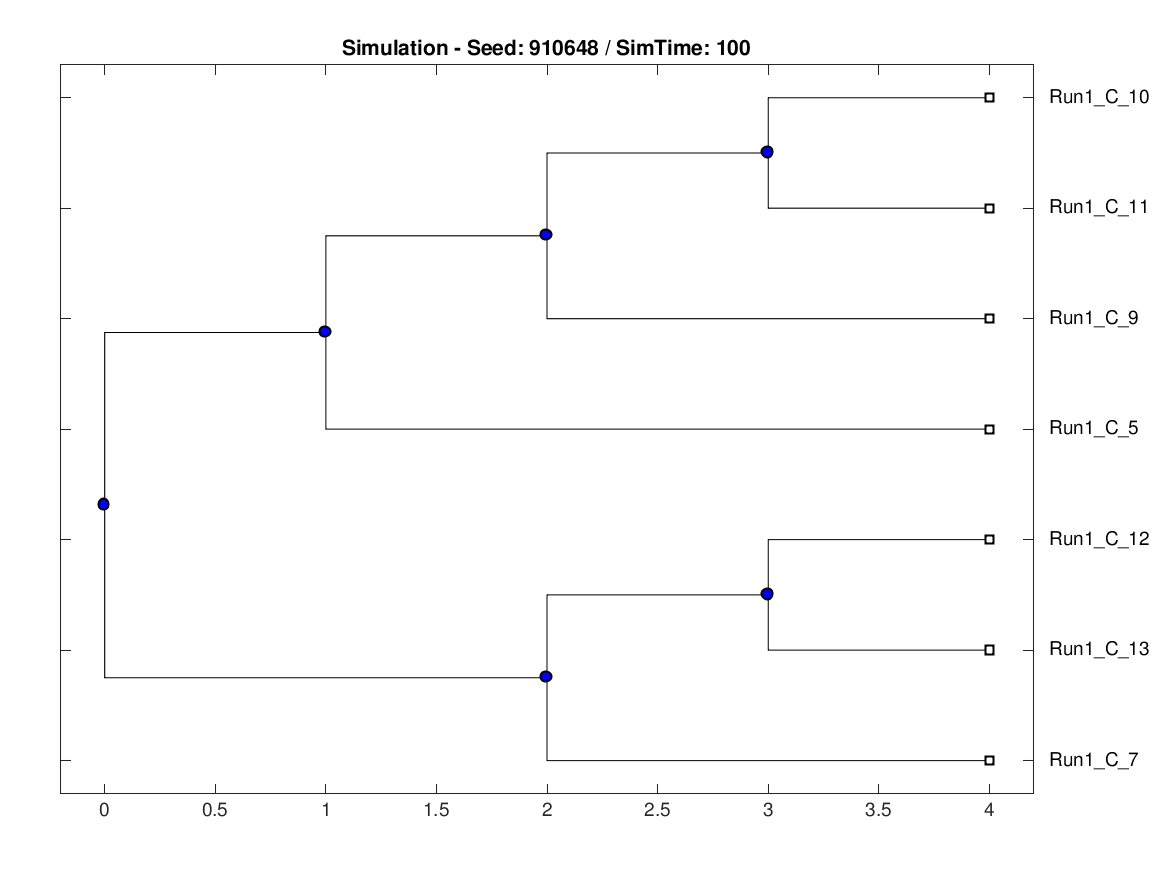 Simulation - Seed: 910648 / SimTime: 100
Run1_C_10
Run1_C_11
Run1_C_9
Run1_C_5
Run1_C_12
Run1_C_13
Run1_C_7
0 0.5 1 1.5 2 2.5 3 3.5 4